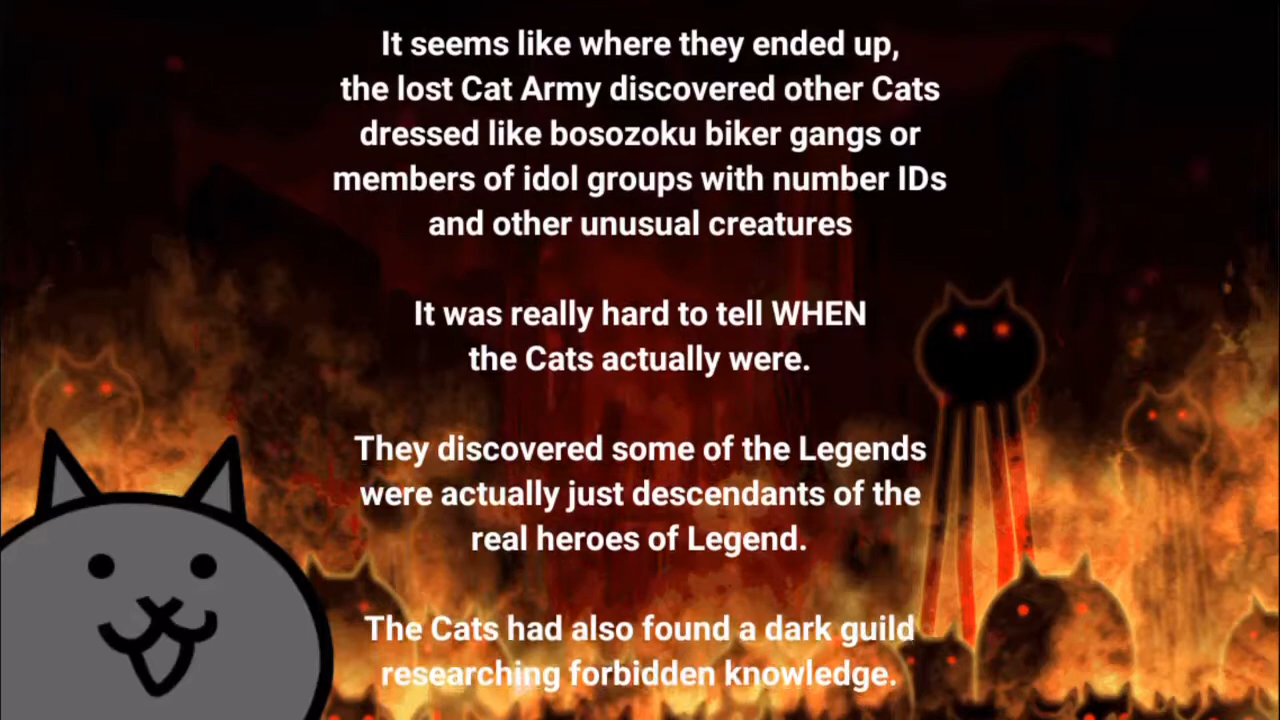 It seems like where they ended up,
the lost Cat Army discovered other Cats
dressed like bosozoku biker gangs or
members of idol groups with number IDs
and other unusual creatures
It was really hard to tell WHEN
the Cats actually were.
They discovered some of the Legends
were actually just descendants of the
real heroes of Legend.
The Cats had also found a dark guild
researching forbidden knowledge.